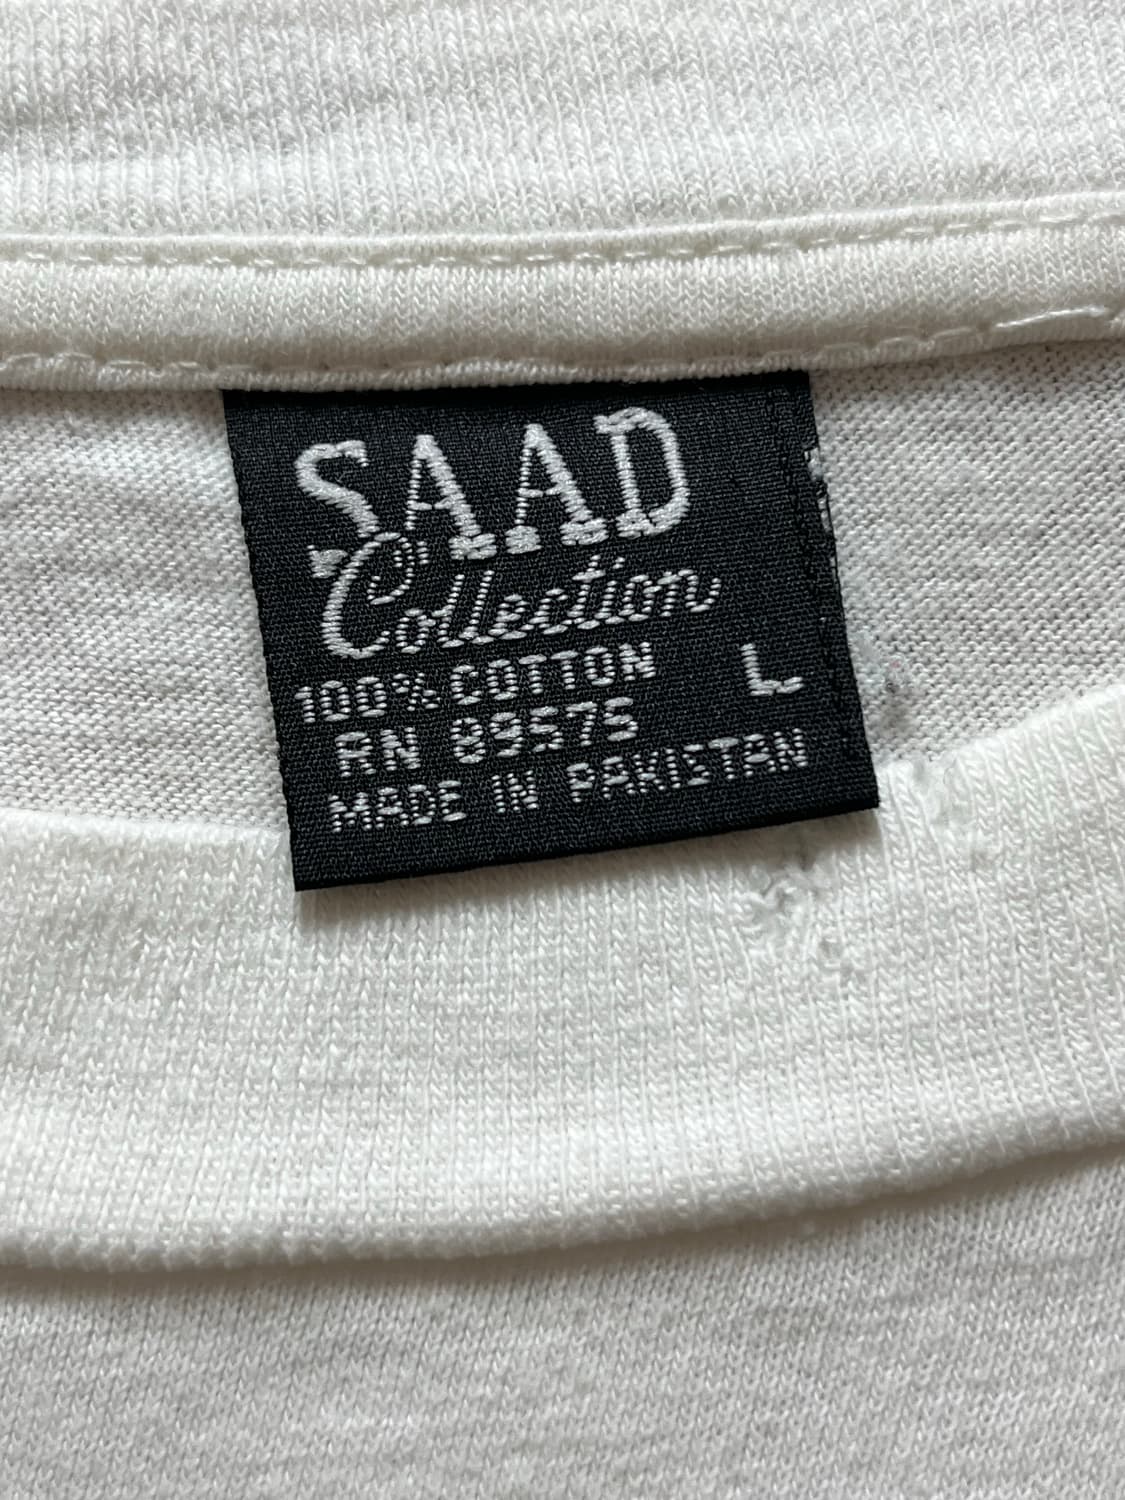 SAAD
Collection
100% COTTON L
RN 89575
MADE IN PAKISTAN